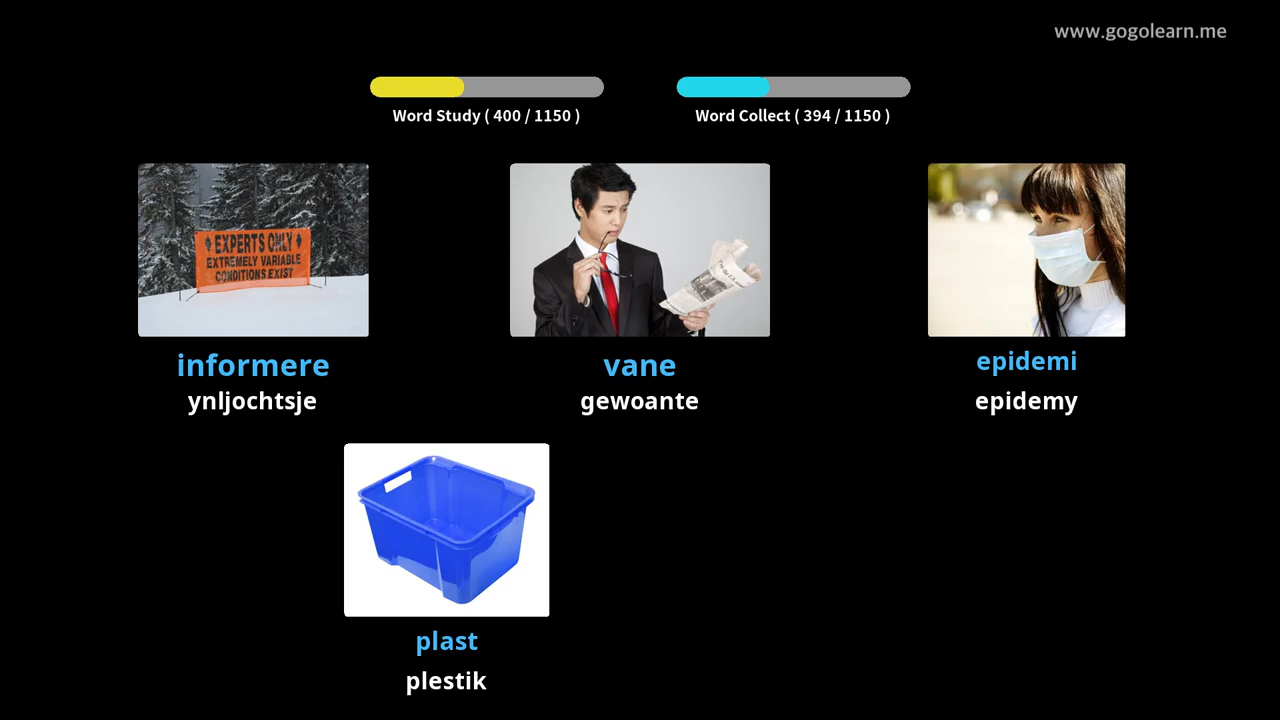 www.gogolearn.me
Word Study ( 400 / 1150 )
Word Collect ( 394 / 1150 )
EXPERTS ONLY
EXTREMELY VARIABLE
CONDITIONS EXIST
informere
ynljochtsje
vane
gewoante
epidemi
epidemy
plast
plestik